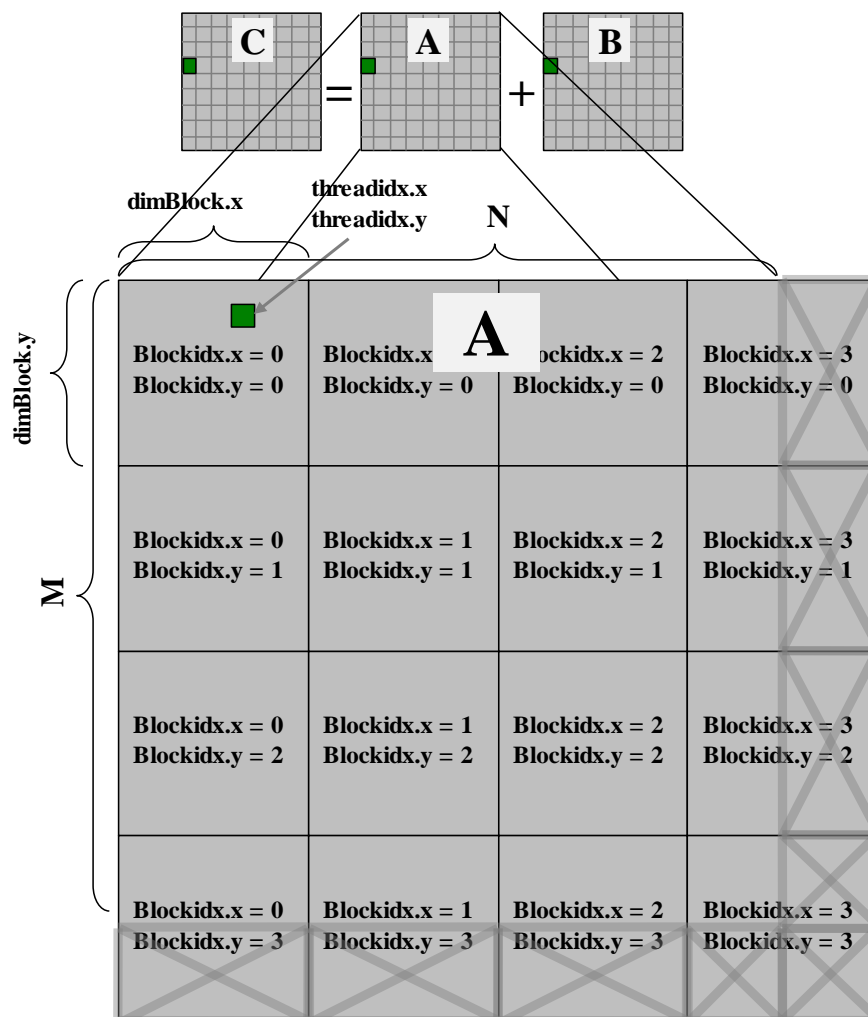 C
A
B
=
+
dimBlock.x
threadidx.x
threadidx.y
N
A
dimBlock.y
M
Blockidx.x = 0
Blockidx.y = 0
Blockidx.x
Blockidx.y = 0
ockidx.x = 2
Blockidx.y = 0
Blockidx.x = 3
Blockidx.y = 0
Blockidx.x = 0
Blockidx.y = 1
Blockidx.x = 1
Blockidx.y = 1
Blockidx.x = 2
Blockidx.y = 1
Blockidx.x = 3
Blockidx.y = 1
Blockidx.x = 0
Blockidx.y = 2
Blockidx.x = 1
Blockidx.y = 2
Blockidx.x = 2
Blockidx.y = 2
Blockidx.x = 3
Blockidx.y = 2
Blockidx.x = 0
Blockidx.y = 3
Blockidx.x = 1
Blockidx.y = 3
Blockidx.x = 2
Blockidx.y = 3
Blockidx.x = 3
Blockidx.y = 3